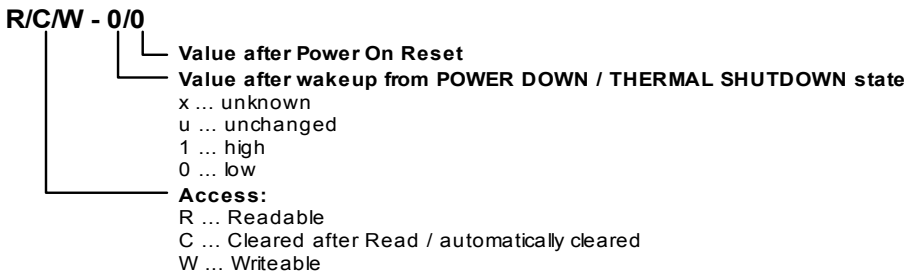 R/C/W - 0/0
Value after Power On Reset
Value after wakeup from POWER DOWN / THERMAL SHUTDOWN state
x ... unknown
u ... unchanged
1 ... high
0 ... low
Access:
R ... Readable
C ... Cleared after Read / automatically cleared
W ... Writeable